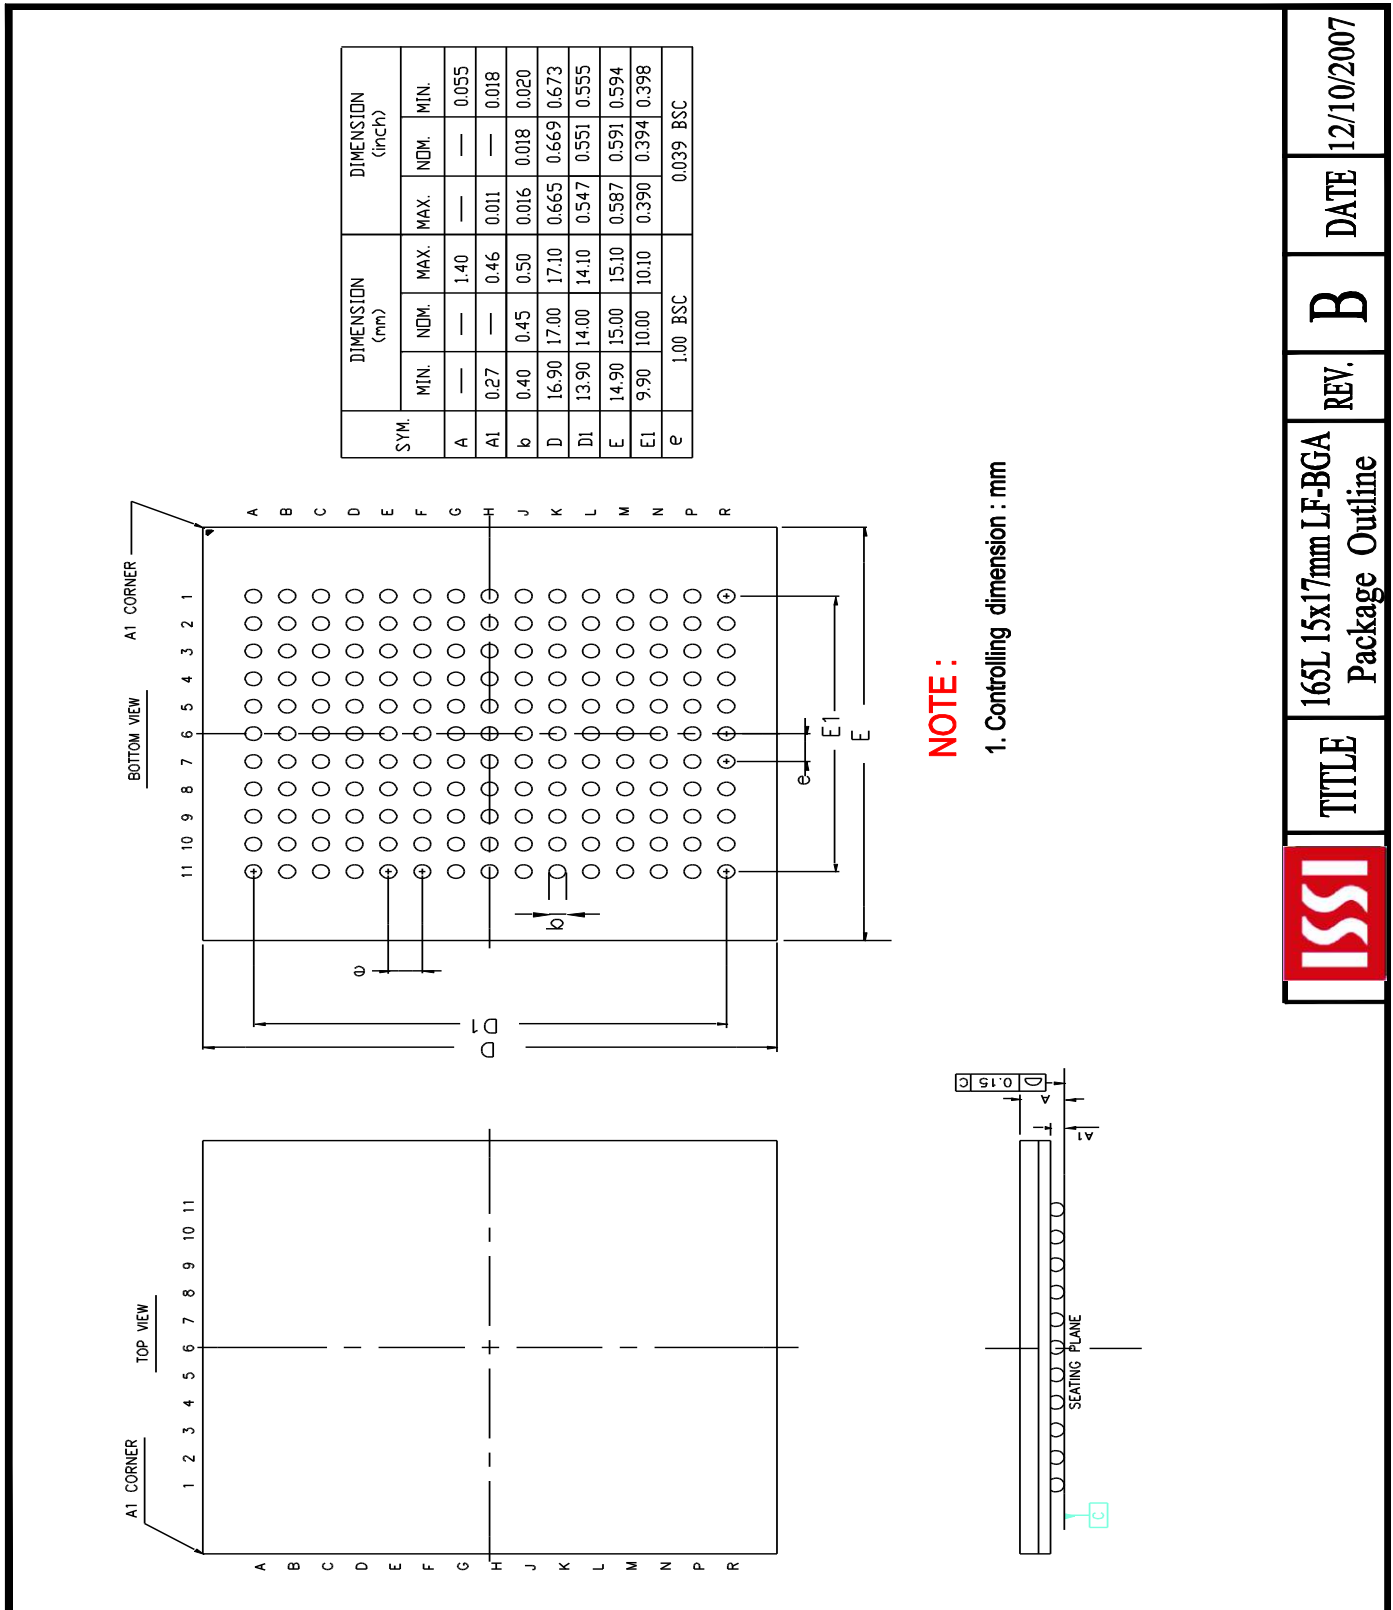 A1 CORNER
TOP VIEW
1 2 3 4 5 6 7 8 9 10 11
A
B
C
D
E
F
G
H
J
K
L
M
N
P
R
BOTTOM VIEW
A1 CORNER
11 10 9 8 7 6 5 4 3 2 1
A
B
C
D
E
F
G
H
J
K
L
M
N
P
R
e
D1
D
b
e
E1
E
SYM. DIMENSION (mm) DIMENSION (inch)
MIN. NOM. MAX. MAX. NOM. MIN.
A — — 1.40 — — 0.055
A1 0.27 — 0.46 0.011 — 0.018
b 0.40 0.45 0.50 0.016 0.018 0.020
D 16.90 17.00 17.10 0.665 0.669 0.673
D1 13.90 14.00 14.10 0.547 0.551 0.555
E 14.90 15.00 15.10 0.587 0.591 0.594
E1 9.90 10.00 10.10 0.390 0.394 0.398
e 1.00 BSC 0.039 BSC
NOTE :
1. Controlling dimension : mm
D 0.15 C
A
A1
SEATING PLANE
C
ISSI
TITLE
165L 15x17mm LF-BGA
Package Outline
REV.
B
DATE
12/10/2007